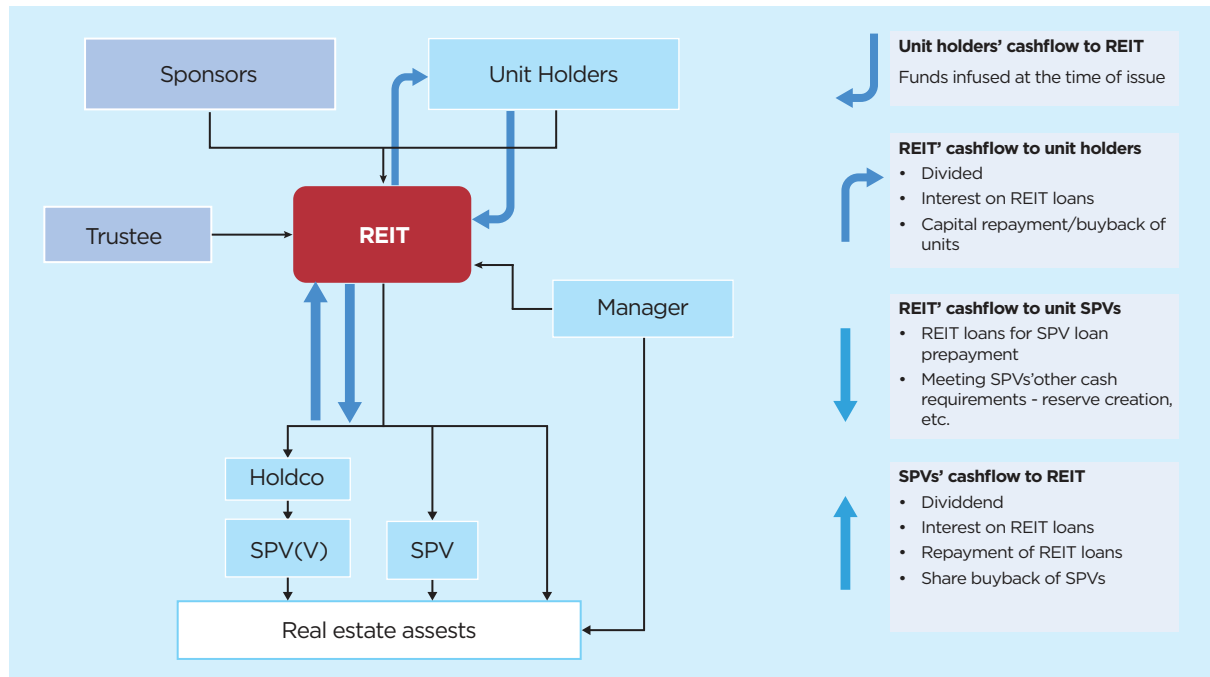 Sponsors
Unit Holders
Trustee
REIT
Manager
Holdco
SPV(V)
SPV
Real estate assests
Unit holders’ cashflow to REIT
Funds infused at the time of issue
REIT’ cashflow to unit holders
• Divided
• Interest on REIT loans
• Capital repayment/buyback of
units
REIT’ cashflow to unit SPVs
• REIT loans for SPV loan
prepayment
• Meeting SPVs’other cash
requirements - reserve creation,
etc.
SPVs’ cashflow to REIT
• Dividdend
• Interest on REIT loans
• Repayment of REIT loans
• Share buyback of SPVs